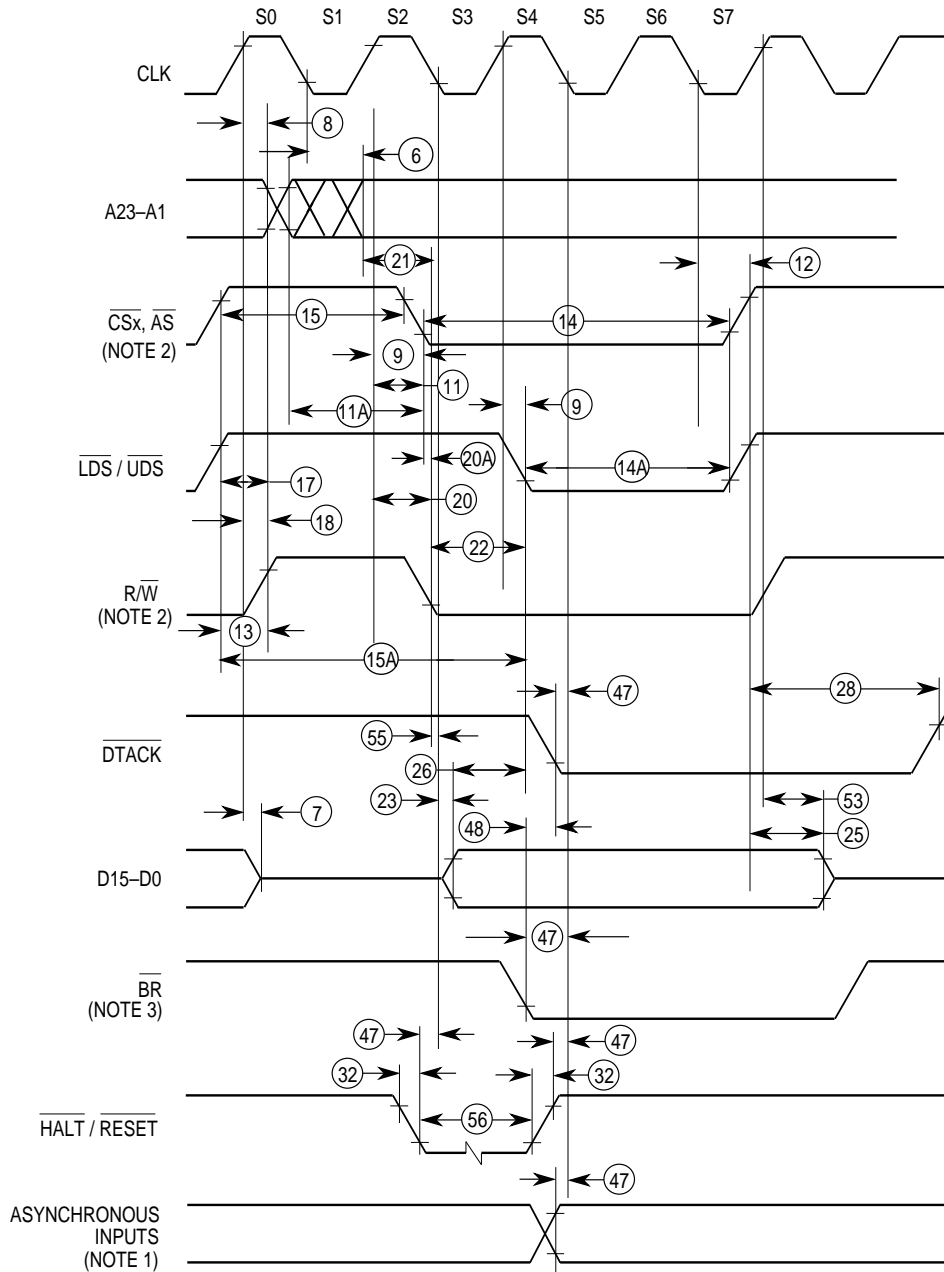 S0 S1 S2 S3 S4 S5 S6 S7
CLK
8
6
A23–A1
21
12
CSx, AS
(NOTE 2)
15
14
9
11
9
11A
LDS / UDS
20A
14A
17
20
18
22
R/W
(NOTE 2)
13
15A
47
28
DTACK
55
26
53
23
7
48
25
D15–D0
47
BR
(NOTE 3)
47
47
32
32
HALT / RESET
56
47
ASYNCHRONOUS
INPUTS
(NOTE 1)